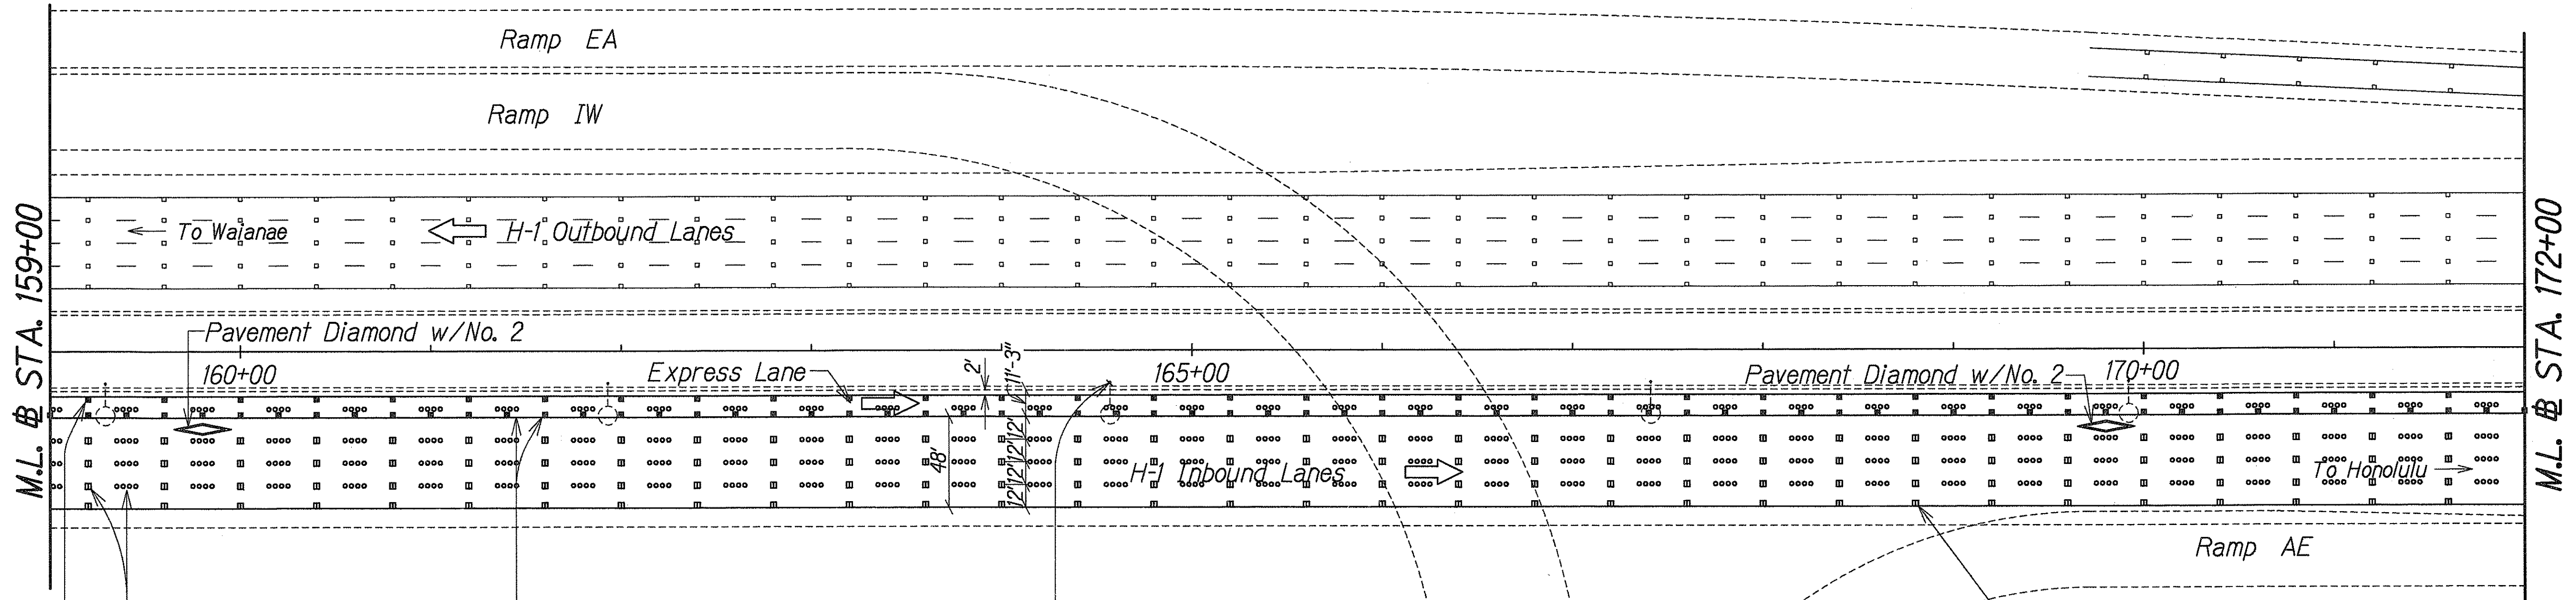 Ramp EA
Ramp IW
M.L. ℄ STA. 159+00
M.L. ℄ STA. 172+00
To Waianae
H-1 Outbound Lanes
Pavement Diamond w/No. 2
160+00
Express Lane
2'
11'-3"
165+00
Pavement Diamond w/No. 2
170+00
48'
12' 12' 12' 12'
H-1 Inbound Lanes
To Honolulu
Ramp AE